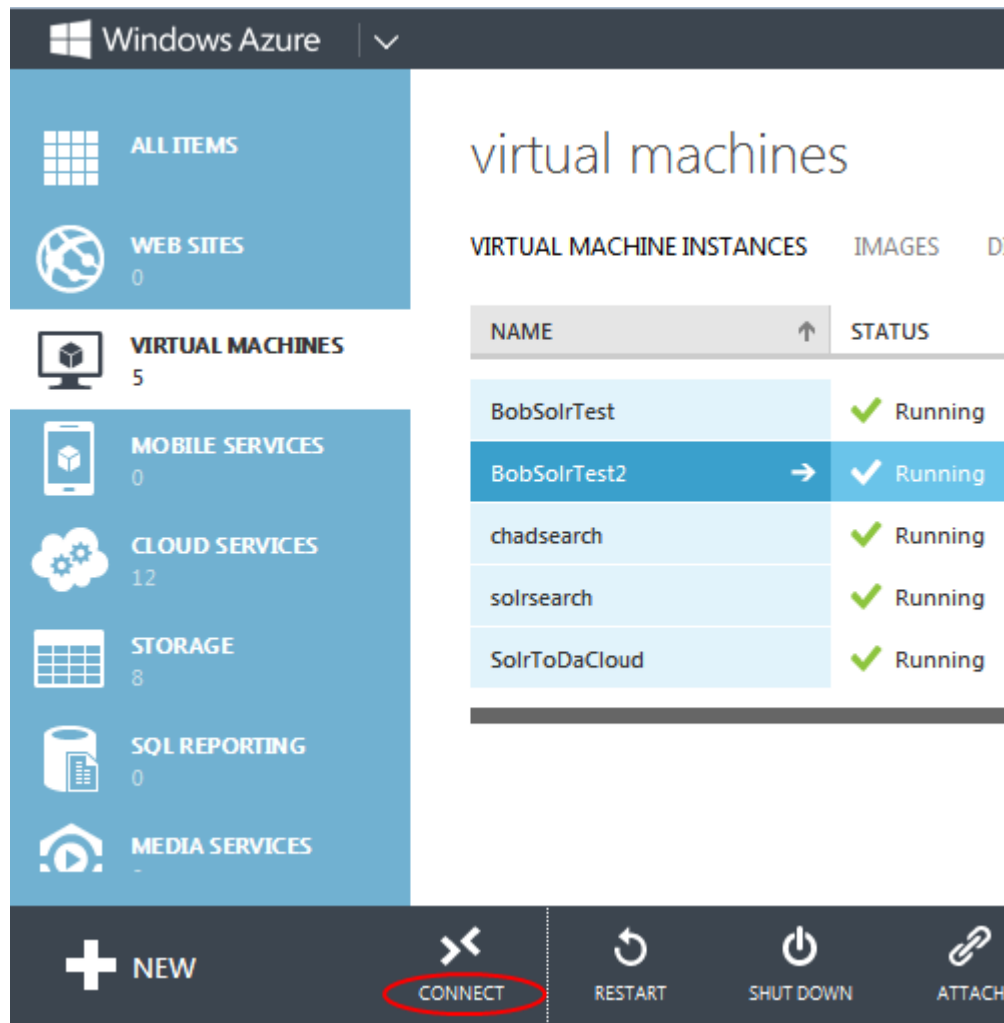 Windows Azure
ALL ITEMS
WEB SITES
0
VIRTUAL MACHINES
5
MOBILE SERVICES
0
CLOUD SERVICES
12
STORAGE
8
SQL REPORTING
0
MEDIA SERVICES
virtual machines
VIRTUAL MACHINE INSTANCES IMAGES
NAME STATUS
BobSolrTest Running
BobSolrTest2 Running
chadsearch Running
solrsearch Running
SolrToDaCloud Running
NEW CONNECT RESTART SHUT DOWN ATTACH